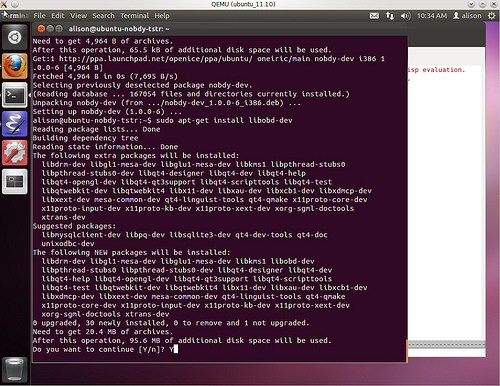 QEMU (ubuntu_11.10)
Terminal File Edit View Search Terminal Help
10:34 AM alison
alison@ubuntu-nobdy-tstr: ~
Need to get 4,964 B of archives.
After this operation, 65.5 kB of additional disk space will be used.
Get:1 http://ppa.launchpad.net/openice/ppa/ubuntu/ oneiric/main nobdy-dev i386 1
.0.0-6 [4,964 B]
Fetched 4,964 B in 0s (7,695 B/s)
Selecting previously deselected package nobdy-dev.
(Reading database ... 167054 files and directories currently installed.)
Unpacking nobdy-dev (from .../nobdy-dev_1.0.0-6_i386.deb) ...
Setting up nobdy-dev (1.0.0-6) ...
alison@ubuntu-nobdy-tstr:~$ sudo apt-get install libobd-dev
Reading package lists... Done
Building dependency tree
Reading state information... Done
The following extra packages will be installed:
libdrm-dev libgl1-mesa-dev libglu1-mesa-dev libkms1 libpthread-stubs0
libpthread-stubs0-dev libqt4-designer libqt4-dev libqt4-help
libqt4-opengl-dev libqt4-qt3support libqt4-scripttools libqt4-test
libqtwebkit-dev libqtwebkit4 libx11-dev libxau-dev libxcb1-dev libxdmcp-dev
libxext-dev mesa-common-dev qt4-linguist-tools qt4-qmake x11proto-core-dev
x11proto-input-dev x11proto-kb-dev x11proto-xext-dev xorg-sgml-doctools
xtrans-dev
Suggested packages:
libmysqlclient-dev libpq-dev libsqlite3-dev qt4-dev-tools qt4-doc
unixodbc-dev
The following NEW packages will be installed:
libdrm-dev libgl1-mesa-dev libglu1-mesa-dev libkms1 libobd-dev
libpthread-stubs0 libpthread-stubs0-dev libqt4-designer libqt4-dev
libqt4-help libqt4-opengl-dev libqt4-qt3support libqt4-scripttools
libqt4-test libqtwebkit-dev libqtwebkit4 libx11-dev libxau-dev libxcb1-dev
libxdmcp-dev libxext-dev mesa-common-dev qt4-linguist-tools qt4-qmake
x11proto-core-dev x11proto-input-dev x11proto-kb-dev x11proto-xext-dev
xorg-sgml-doctools xtrans-dev
0 upgraded, 30 newly installed, 0 to remove and 1 not upgraded.
Need to get 20.4 MB of archives.
After this operation, 95.6 MB of additional disk space will be used.
Do you want to continue [Y/n]? Y
isp evaluation.